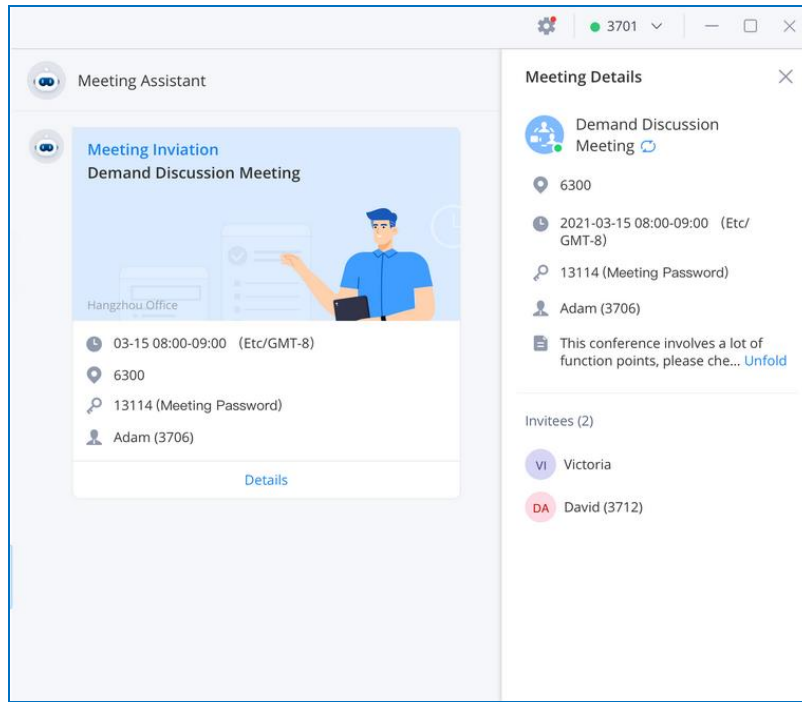 3701
Meeting Assistant
Meeting Inviation
Demand Discussion Meeting
Hangzhou Office
03-15 08:00-09:00 (Etc/GMT-8)
6300
13114 (Meeting Password)
Adam (3706)
Details
Meeting Details
Demand Discussion
Meeting
6300
2021-03-15 08:00-09:00 (Etc/
GMT-8)
13114 (Meeting Password)
Adam (3706)
This conference involves a lot of
function points, please che... Unfold
Invitees (2)
VI Victoria
DA David (3712)